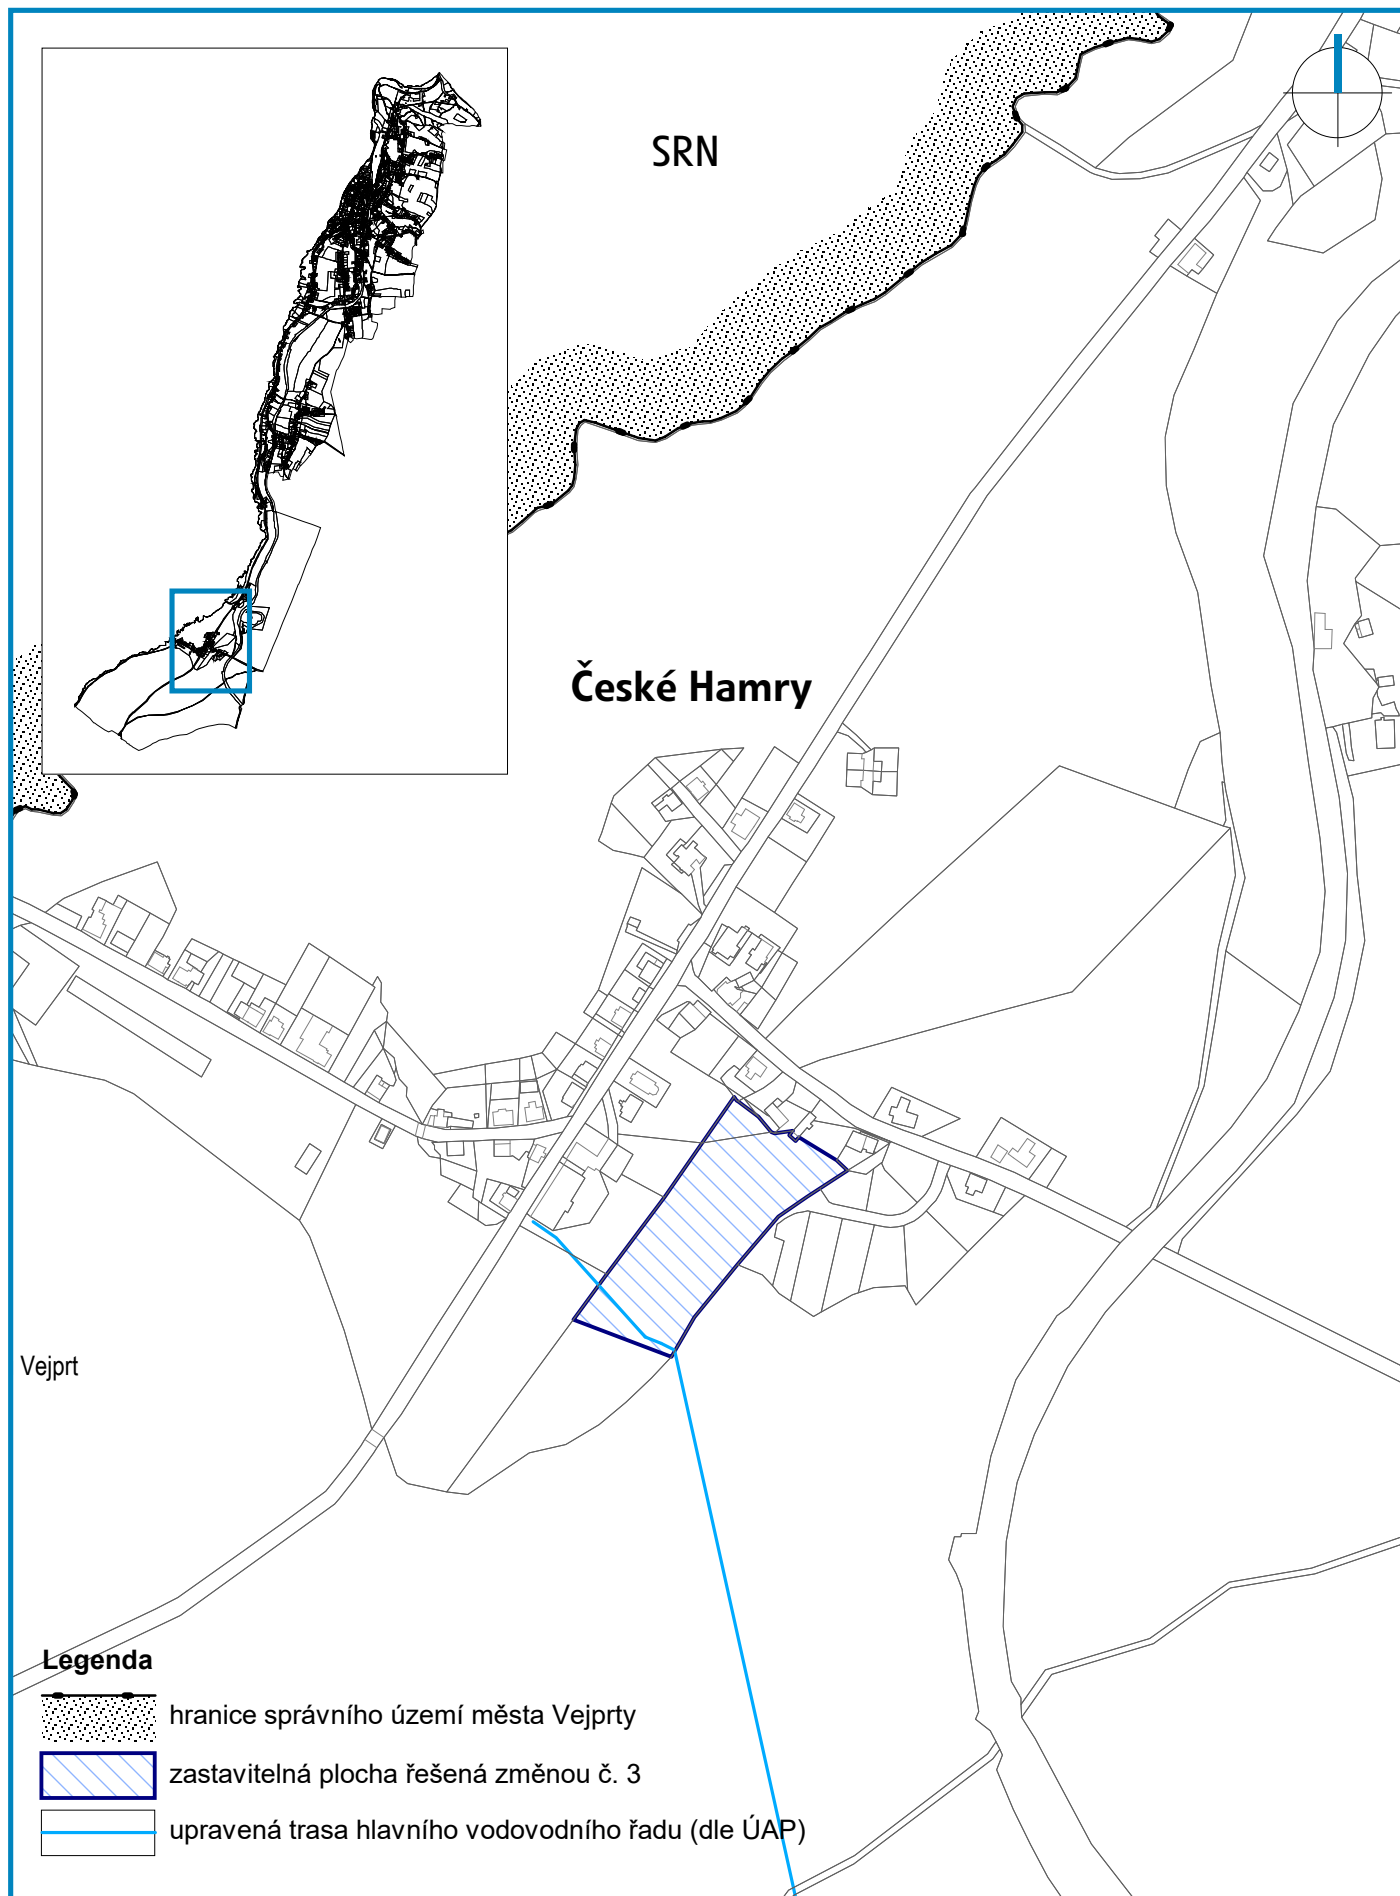 SRN
České Hamry
Vejprt
Legenda
hranice správního území města Vejprty
zastavitelná plocha řešená změnou č. 3
upravená trasa hlavního vodovodního řadu (dle ÚAP)